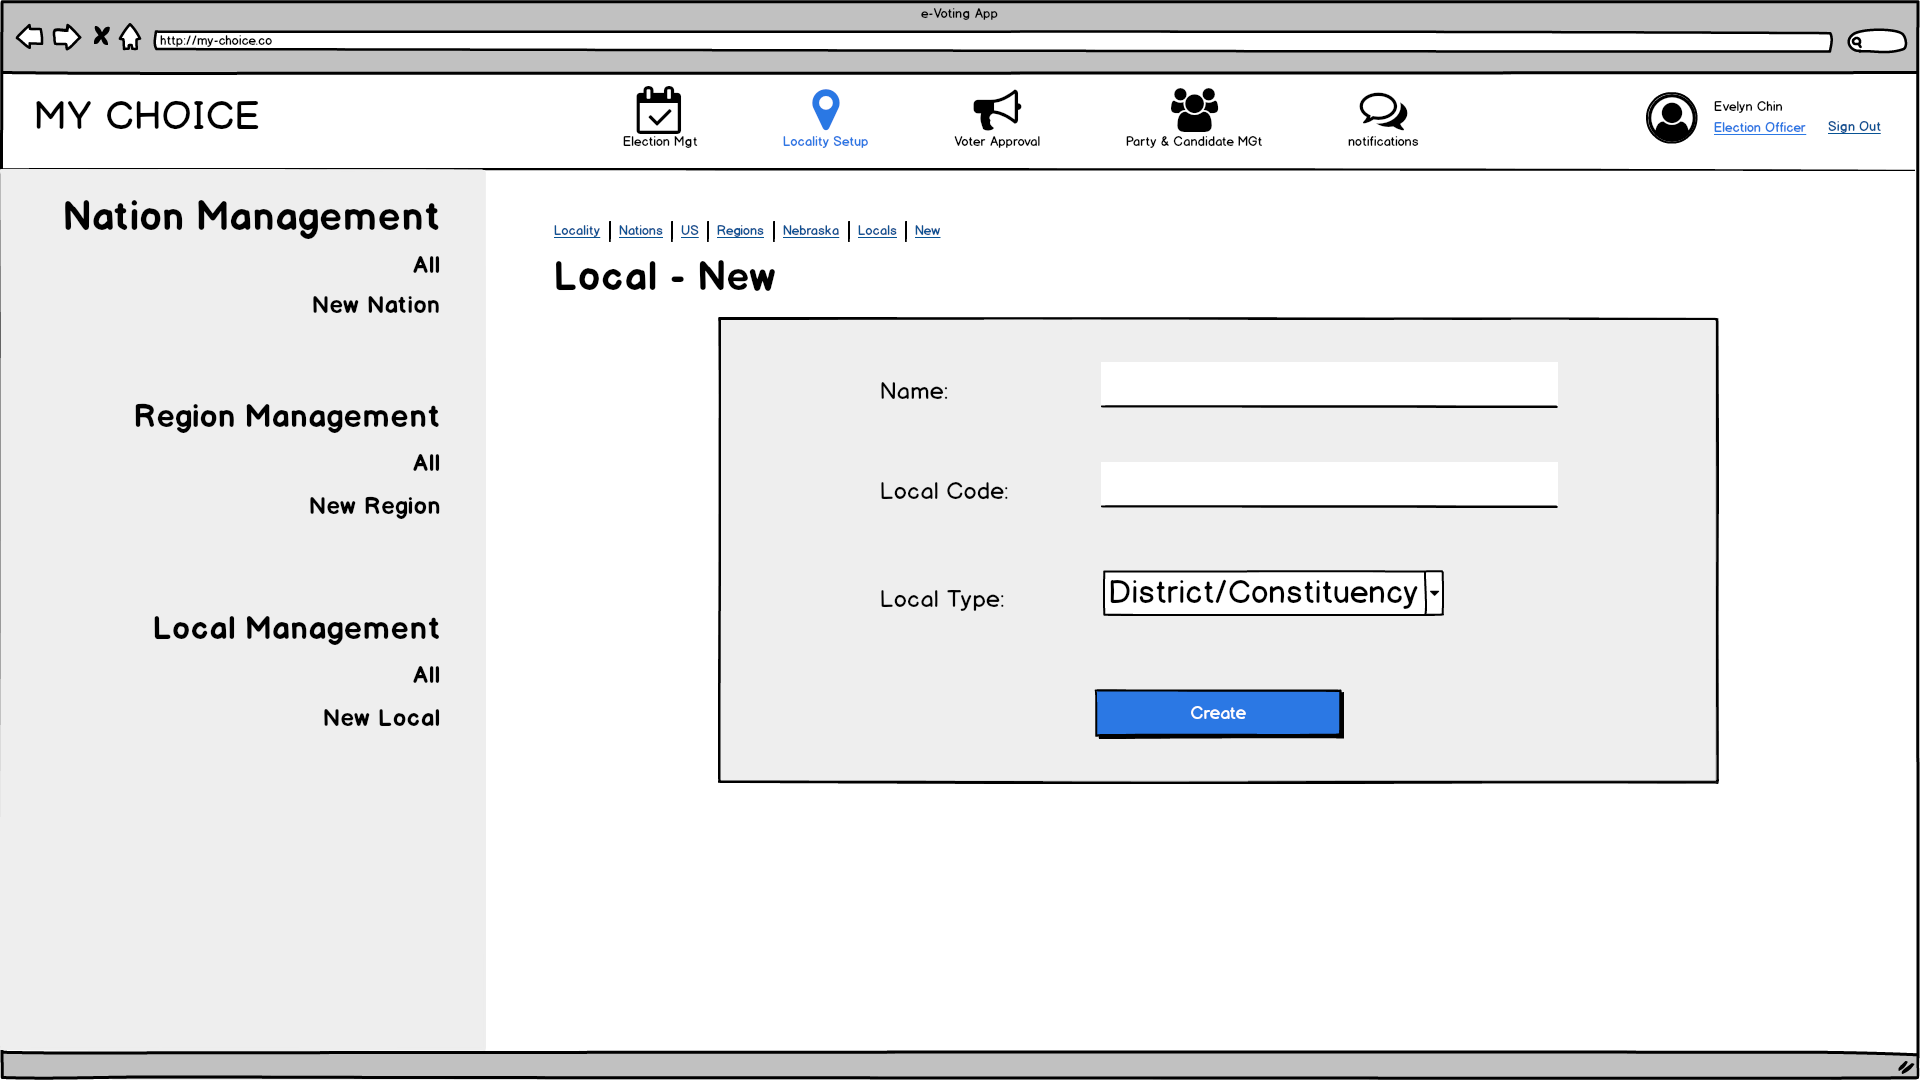 e-Voting App
http://my-choice.co
MY CHOICE
Election Mgt
Locality Setup
Voter Approval
Party & Candidate MGt
notifications
Evelyn Chin
Election Officer
Sign Out
Nation Management
All
New Nation
Region Management
All
New Region
Local Management
All
New Local
Locality | Nations | US | Regions | Nebraska | Locals | New
Local - New
Name:
Local Code:
Local Type: District/Constituency
Create